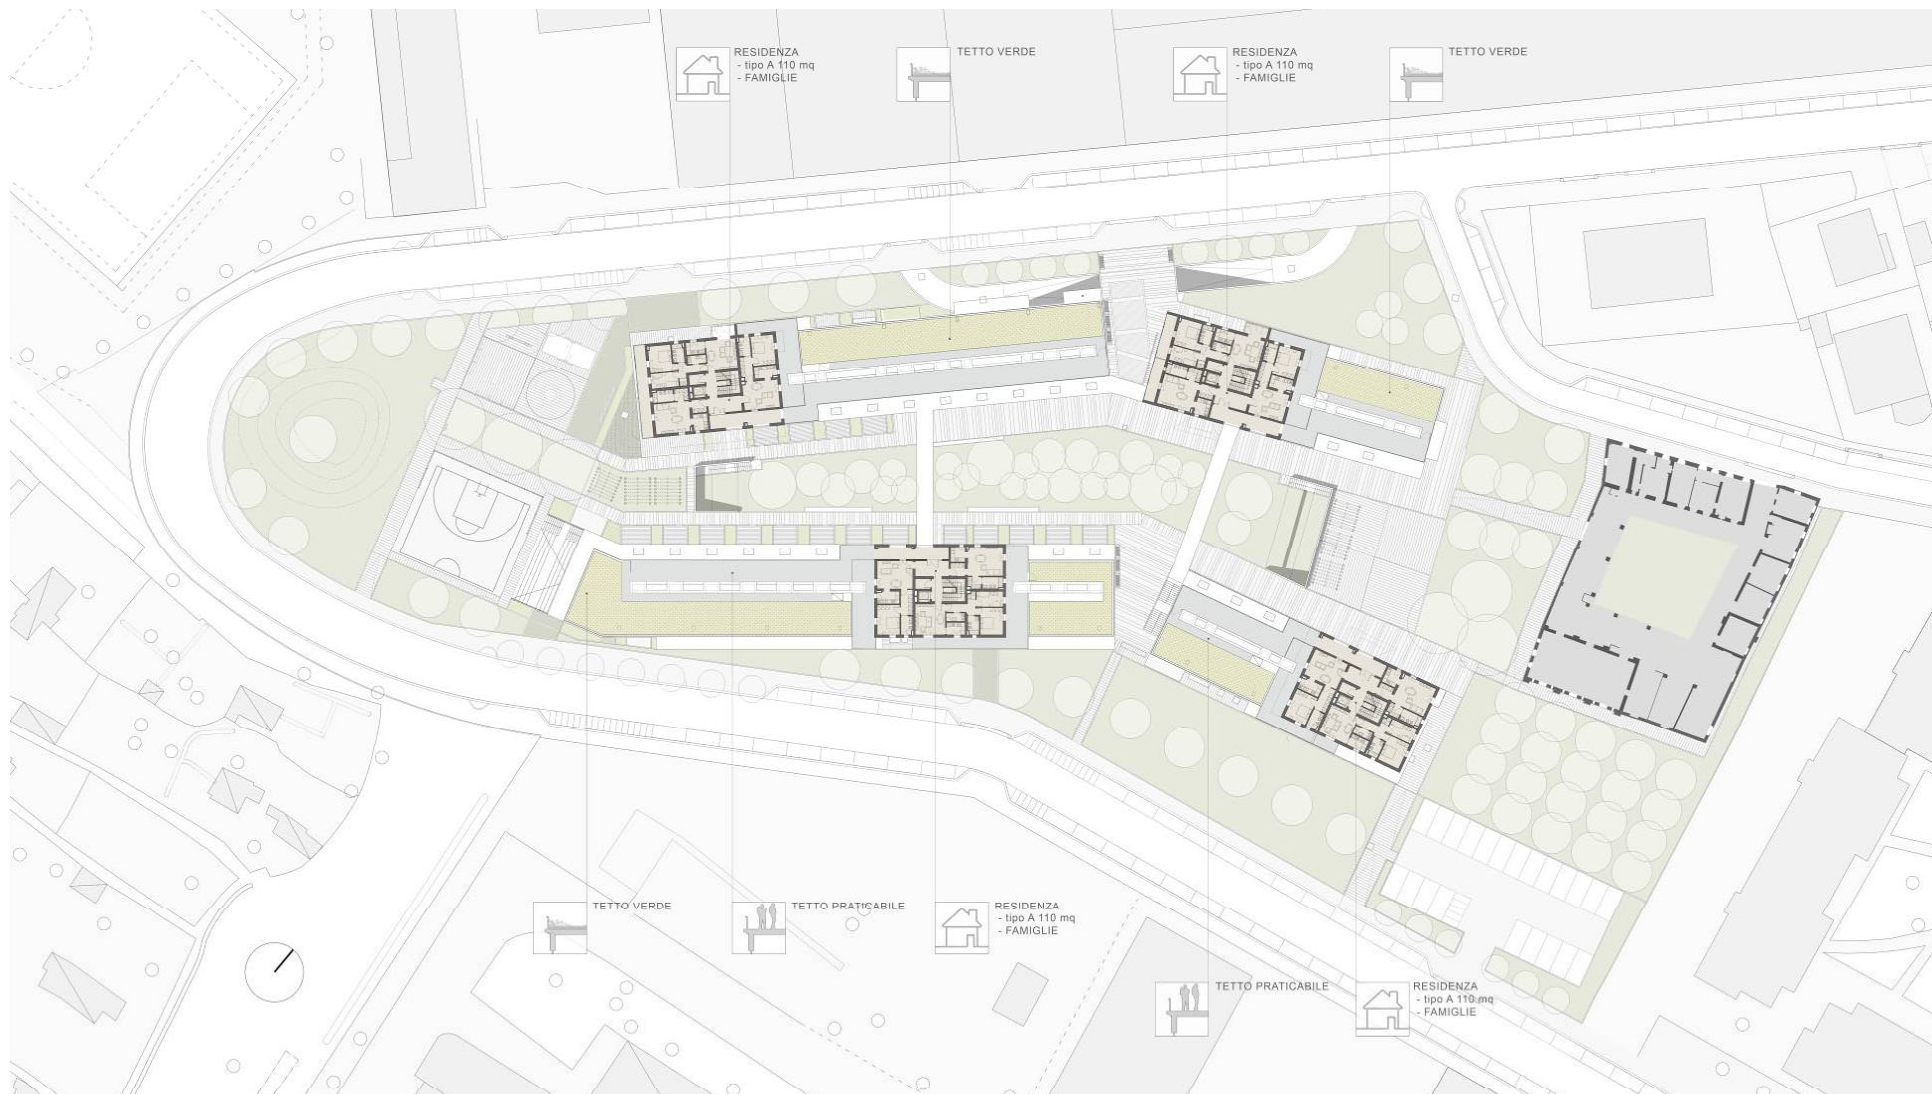 RESIDENZA
- tipo A 110 mq
- FAMIGLIE
TETTO VERDE
RESIDENZA
- tipo A 110 mq
- FAMIGLIE
TETTO VERDE
TETTO VERDE
TETTO PRATICABILE
RESIDENZA
- tipo A 110 mq
- FAMIGLIE
TETTO PRATICABILE
RESIDENZA
- tipo A 110 mq
- FAMIGLIE